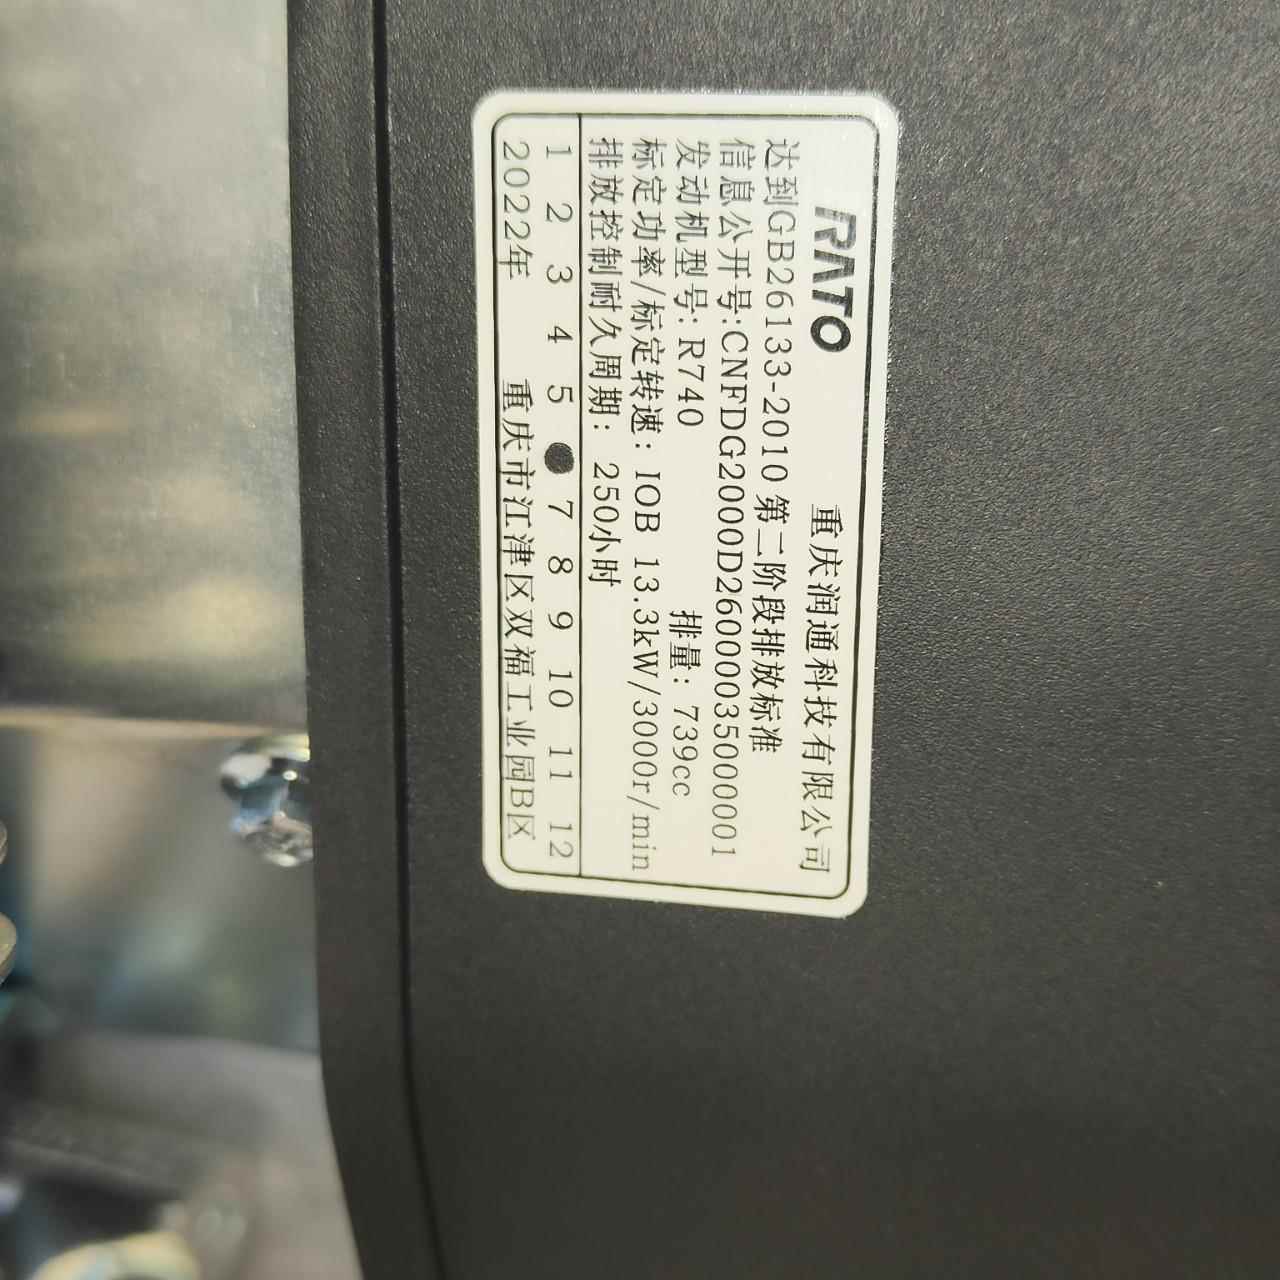 RATO 重庆润通科技有限公司
达到GB26133-2010 第二阶段排放标准
信息公开号:CNFDG2000D26000035000001
发动机型号: R740 排量: 739cc
标定功率/标定转速: IOB 13.3kW/3000r/min
排放控制耐久周期: 250小时
1 2 3 4 5 ● 7 8 9 10 11 12
2022年 重庆市江津区双福工业园B区